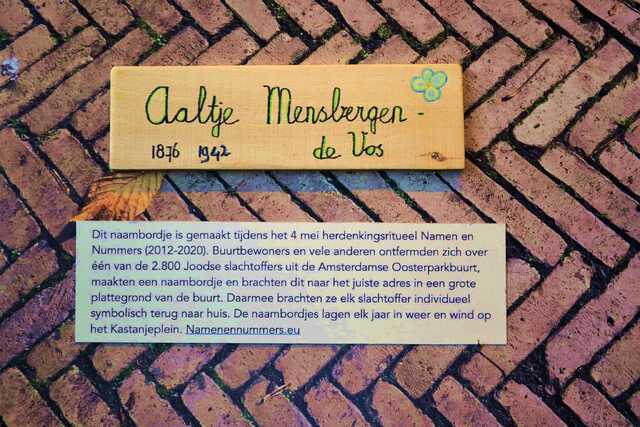 Aaltje Mensbergen -
1876 1942 de Vos
Dit naambordje is gemaakt tijdens het 4 mei herdenkingsritueel Namen en
Nummers (2012-2020). Buurtbewoners en vele anderen ontfermden zich over
één van de 2.800 Joodse slachtoffers uit de Amsterdamse Oosterparkbuurt,
maakten een naambordje en brachten dit naar het juiste adres in een grote
plattegrond van de buurt. Daarmee brachten ze elk slachtoffer individueel
symbolisch terug naar huis. De naambordjes lagen elk jaar in weer en wind op
het Kastanjeplein. Namenennummers.eu